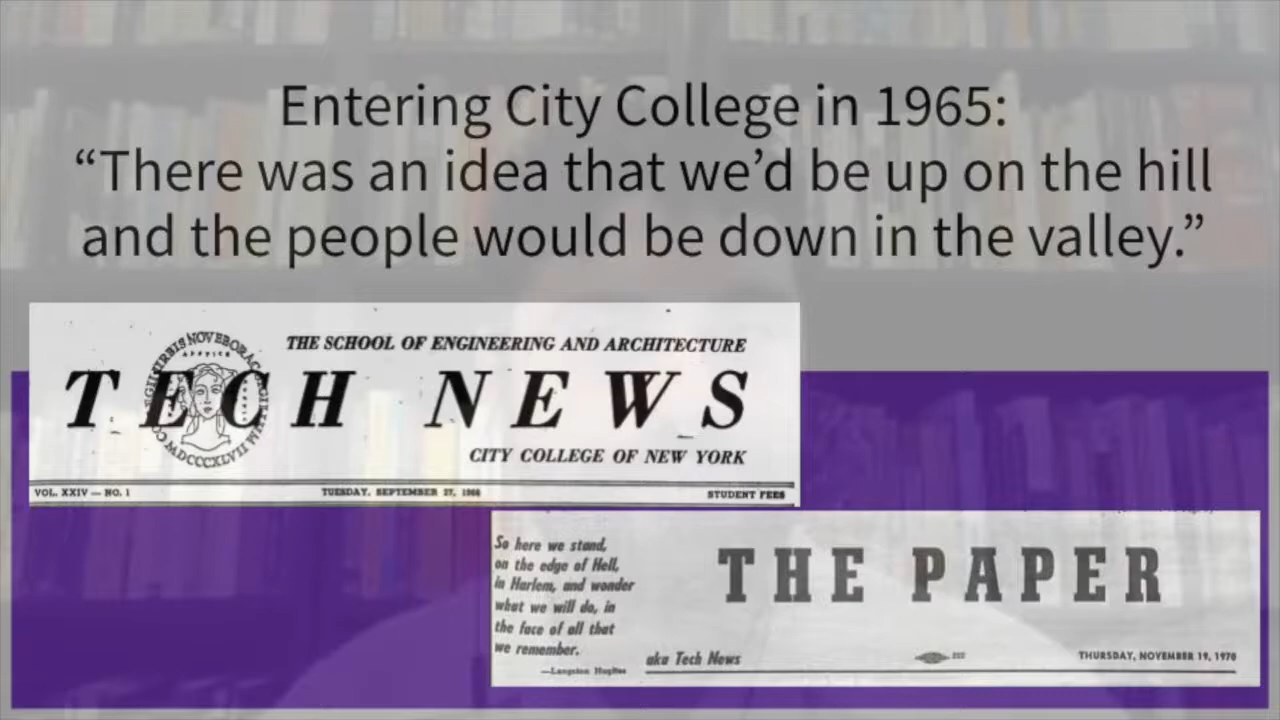 Entering City College in 1965:
“There was an idea that we’d be up on the hill
and the people would be down in the valley.”
THE SCHOOL OF ENGINEERING AND ARCHITECTURE
TECH NEWS
CITY COLLEGE OF NEW YORK
VOL. XXIV — NO. 1
TUESDAY, SEPTEMBER 27, 1966
STUDENT FEES
So here we stand,
on the edge of Hell,
in Harlem, and wonder
what we will do, in
the face of all that
we remember.
—Langston Hughes
THE PAPER
aka Tech News
THURSDAY, NOVEMBER 19, 1970